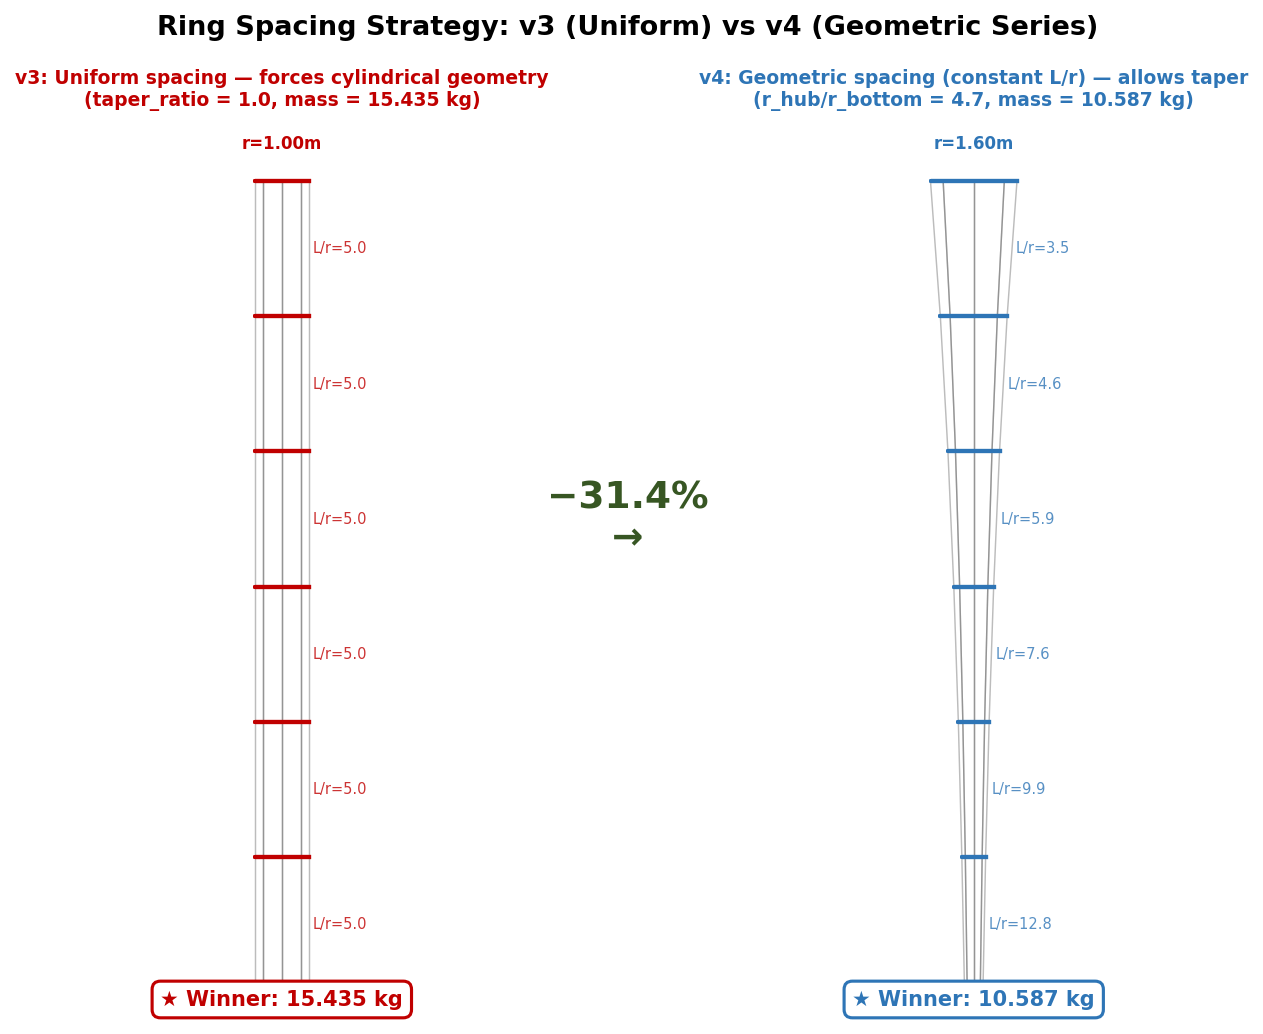 Ring Spacing Strategy: v3 (Uniform) vs v4 (Geometric Series)
v3: Uniform spacing — forces cylindrical geometry
(taper_ratio = 1.0, mass = 15.435 kg)
r=1.00m
L/r=5.0
L/r=5.0
L/r=5.0
L/r=5.0
L/r=5.0
L/r=5.0
★ Winner: 15.435 kg
−31.4%
→
v4: Geometric spacing (constant L/r) — allows taper
(r_hub/r_bottom = 4.7, mass = 10.587 kg)
r=1.60m
L/r=3.5
L/r=4.6
L/r=5.9
L/r=7.6
L/r=9.9
L/r=12.8
★ Winner: 10.587 kg